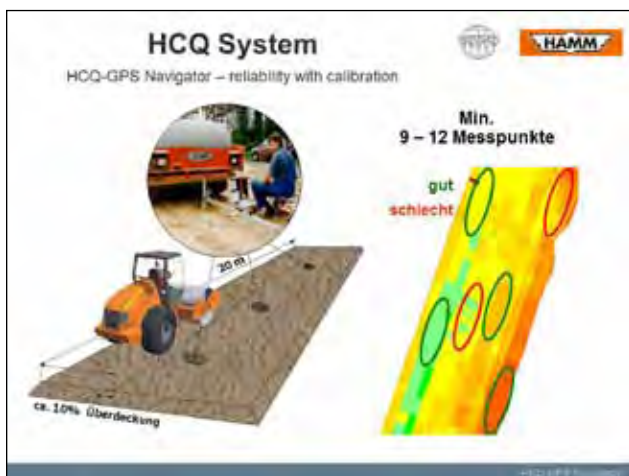 HCQ System
HAMM
HCQ-GPS Navigator – reliability with calibration
Min.
9 – 12 Messpunkte
gut
schlecht
20 m
ca. 10% Überdeckung